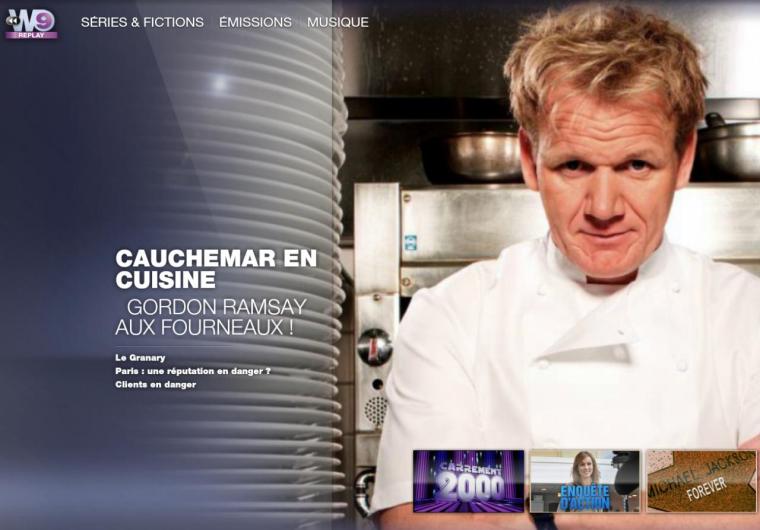 W9
REPLAY
SÉRIES & FICTIONS ÉMISSIONS MUSIQUE
CAUCHEMAR EN
CUISINE
GORDON RAMSAY
AUX FOURNEAUX !
Le Granary
Paris : une réputation en danger ?
Clients en danger
CARREMENT
2000
ENQUÊTE
D'ACTION
MICHAEL JACKSON
FOREVER